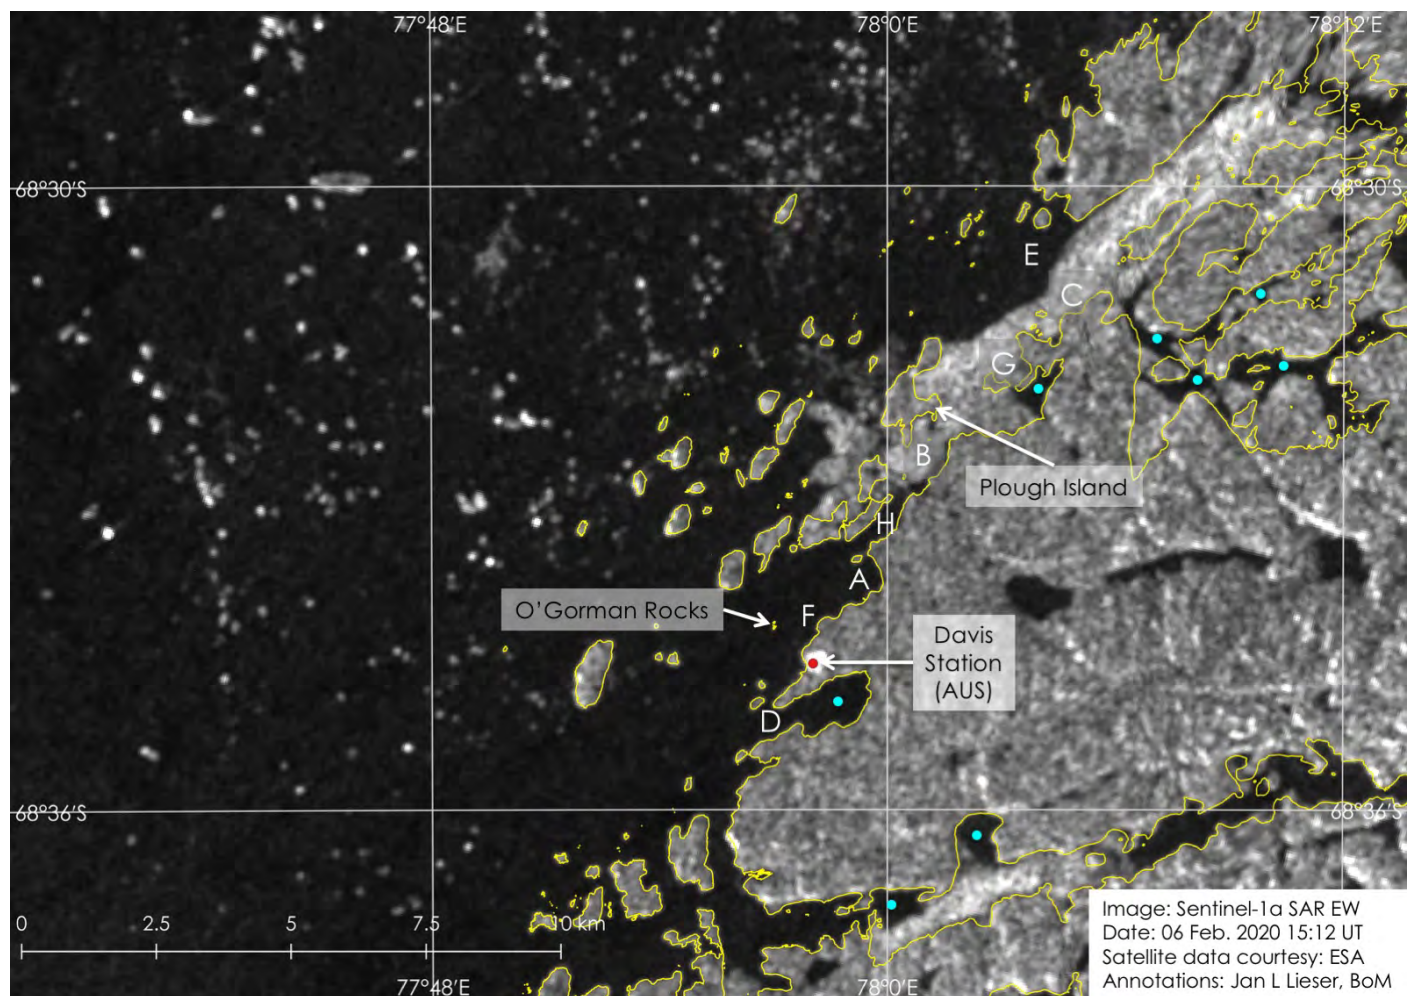 77°48'E
78°0'E
78°12'E
68°30'S
68°30'S
E
C
G
B
Plough Island
H
A
O'Gorman Rocks
F
Davis
Station
(AUS)
D
68°36'S
68°36'S
0 2.5 5 7.5 10 km
Image: Sentinel-1a SAR EW
Date: 06 Feb. 2020 15:12 UT
Satellite data courtesy: ESA
Annotations: Jan L Lieser, BoM
77°48'E
78°0'E